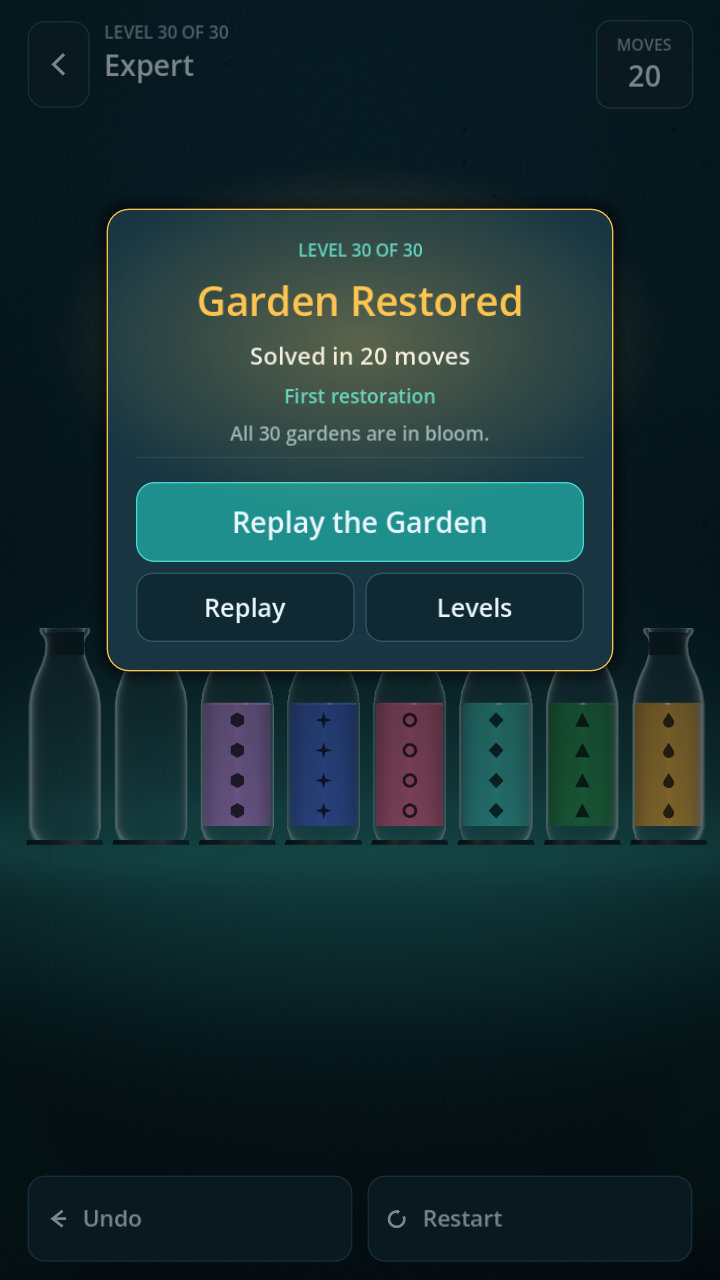 LEVEL 30 OF 30
Expert
MOVES
20
LEVEL 30 OF 30
Garden Restored
Solved in 20 moves
First restoration
All 30 gardens are in bloom.
Replay the Garden
Replay
Levels
Undo
Restart